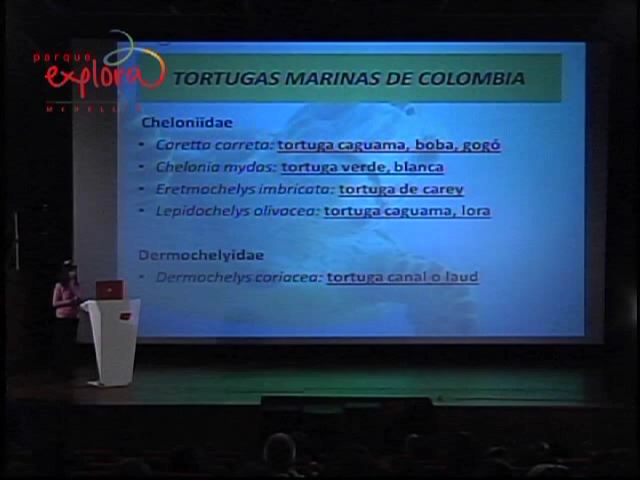 parque
explora
MEDELLÍN
TORTUGAS MARINAS DE COLOMBIA
Cheloniidae
• Caretta carreta: tortuga caguama, boba, gogó
• Chelonia mydas: tortuga verde, blanca
• Eretmochelys imbricata: tortuga de carey
• Lepidochelys olivacea: tortuga caguama, lora
Dermochelyidae
• Dermochelys coriacea: tortuga canal o laud